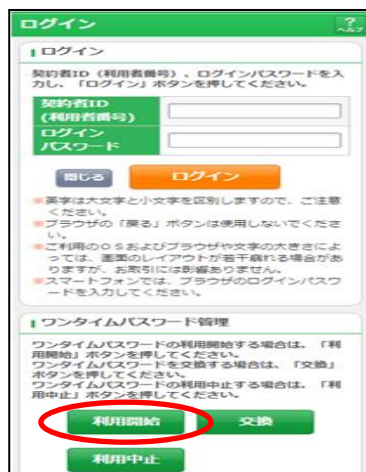 ログイン
?
ヘルプ
ログイン
契約者ID（利用者番号）、ログインパスワードを入
力し、「ログイン」ボタンを押してください。
契約者ID
(利用者番号)
ログイン
パスワード
閉じる
ログイン
※英字は大文字と小文字を区別しますので、ご注意
ください。
※ブラウザの「戻る」ボタンは使用しないでくださ
い。
※ご利用のOSおよびブラウザや文字の大きさによ
っては、画面のレイアウトが若干崩れる場合があ
りますが、お取引には影響ありません。
※スマートフォンでは、ブラウザのログインパスワ
ードを入力してください。
ワンタイムパスワード管理
ワンタイムパスワードの利用開始する場合は、「利
用開始」ボタンを押してください。
ワンタイムパスワードを交換する場合は、「交換」
ボタンを押してください。
ワンタイムパスワードの利用中止する場合は、「利
用中止」ボタンを押してください。
利用開始
交換
利用中止